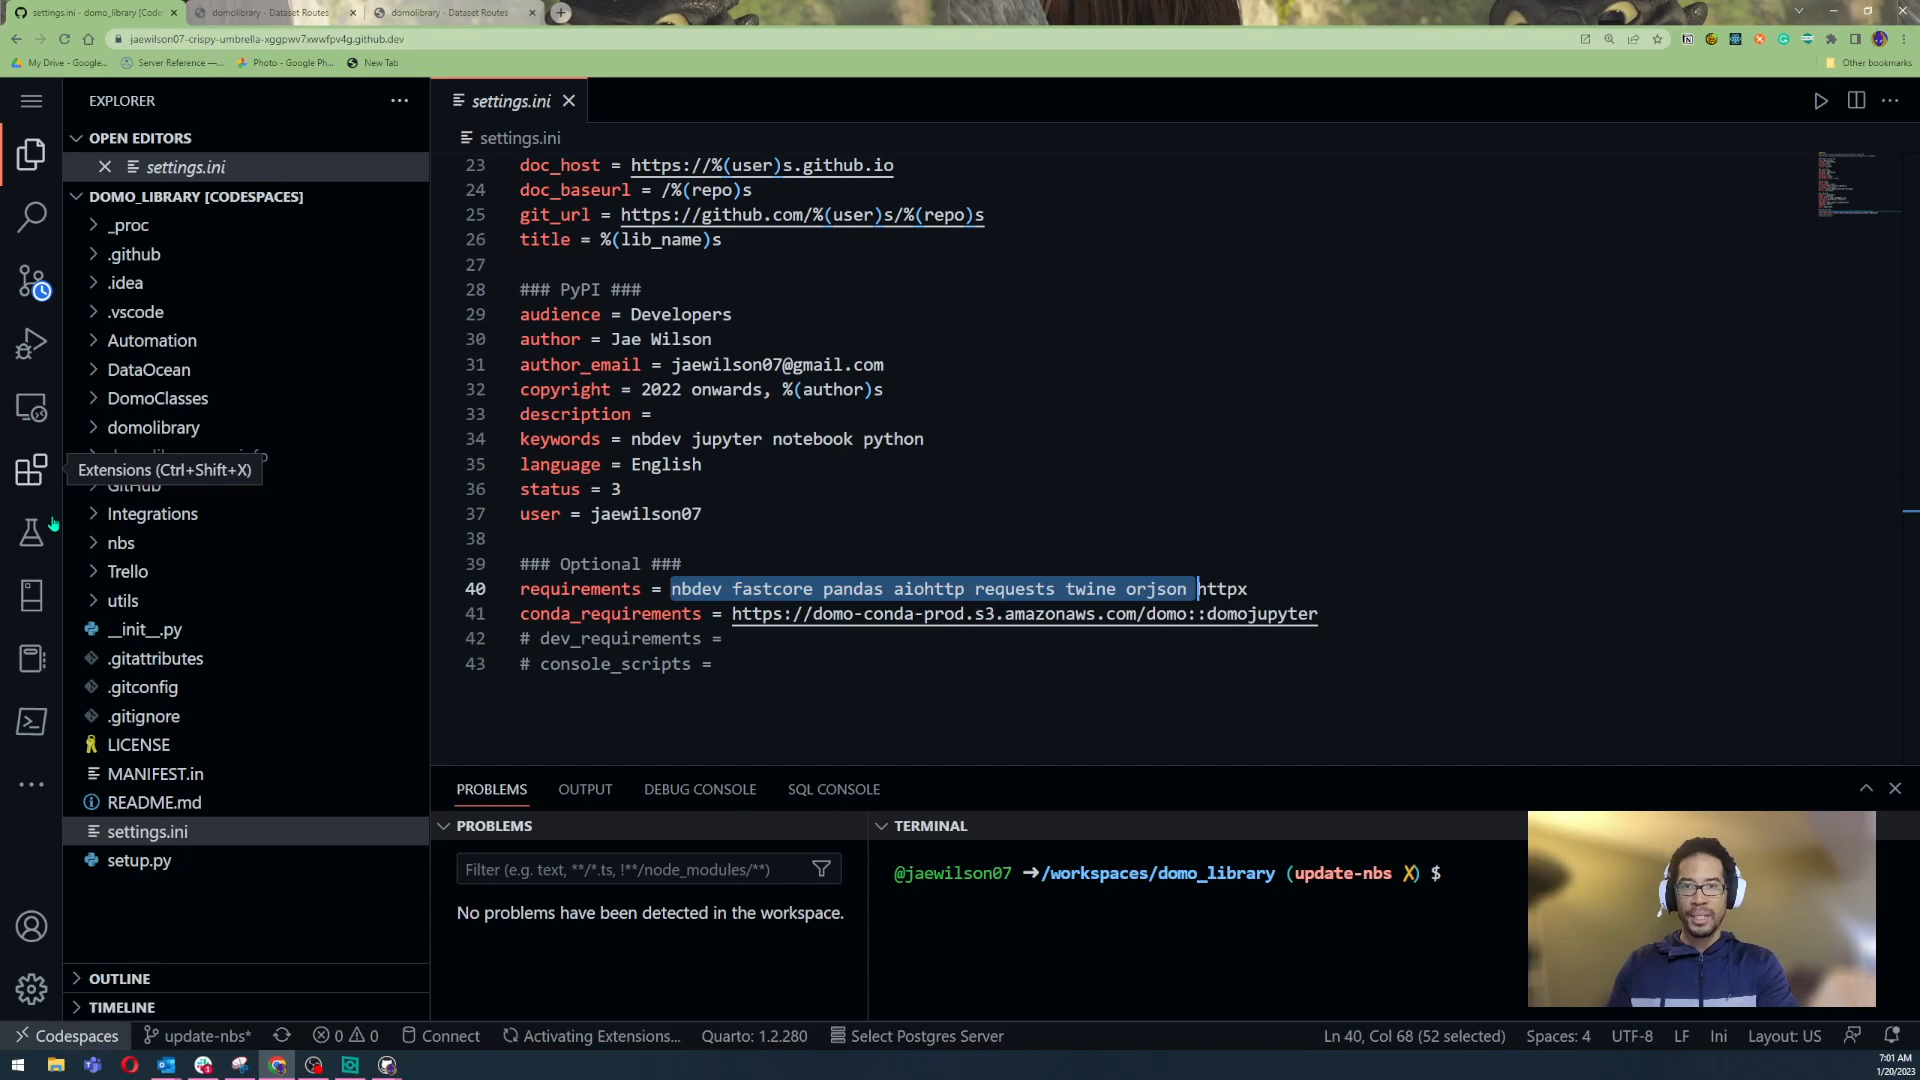 settings.ini - domo_library [Code
domolibrary - Dataset Routes
domolibrary - Dataset Routes
jaewilson07-crispy-umbrella-xggpwv7xwwfpv4g.github.dev
My Drive - Google...
Server Reference —...
Photo - Google Ph...
New Tab
Other bookmarks
EXPLORER
OPEN EDITORS
settings.ini
DOMO_LIBRARY [CODESPACES]
_proc
.github
.idea
.vscode
Automation
DataOcean
DomoClasses
domolibrary
Extensions (Ctrl+Shift+X)
GitHub
Integrations
nbs
Trello
utils
__init__.py
.gitattributes
.gitconfig
.gitignore
LICENSE
MANIFEST.in
README.md
settings.ini
setup.py
OUTLINE
TIMELINE
settings.ini
settings.ini
23 doc_host = https://%(user)s.github.io
24 doc_baseurl = /%(repo)s
25 git_url = https://github.com/%(user)s/%(repo)s
26 title = %(lib_name)s
27
28 ### PyPI ###
29 audience = Developers
30 author = Jae Wilson
31 author_email = jaewilson07@gmail.com
32 copyright = 2022 onwards, %(author)s
33 description =
34 keywords = nbdev jupyter notebook python
35 language = English
36 status = 3
37 user = jaewilson07
38
39 ### Optional ###
40 requirements = nbdev fastcore pandas aiohttp requests twine orjson httpx
41 conda_requirements = https://domo-conda-prod.s3.amazonaws.com/domo::domojupyter
42 # dev_requirements =
43 # console_scripts =
PROBLEMS OUTPUT DEBUG CONSOLE SQL CONSOLE
PROBLEMS
Filter (e.g. text, **/*.ts, !**/node_modules/**)
No problems have been detected in the workspace.
TERMINAL
@jaewilson07 ➜/workspaces/domo_library (update-nbs ✗) $
Codespaces
update-nbs*
0 0
Connect
Activating Extensions...
Quarto: 1.2.280
Select Postgres Server
Ln 40, Col 68 (52 selected)
Spaces: 4
UTF-8
LF
Ini
Layout: US
7:01 AM
1/20/2023